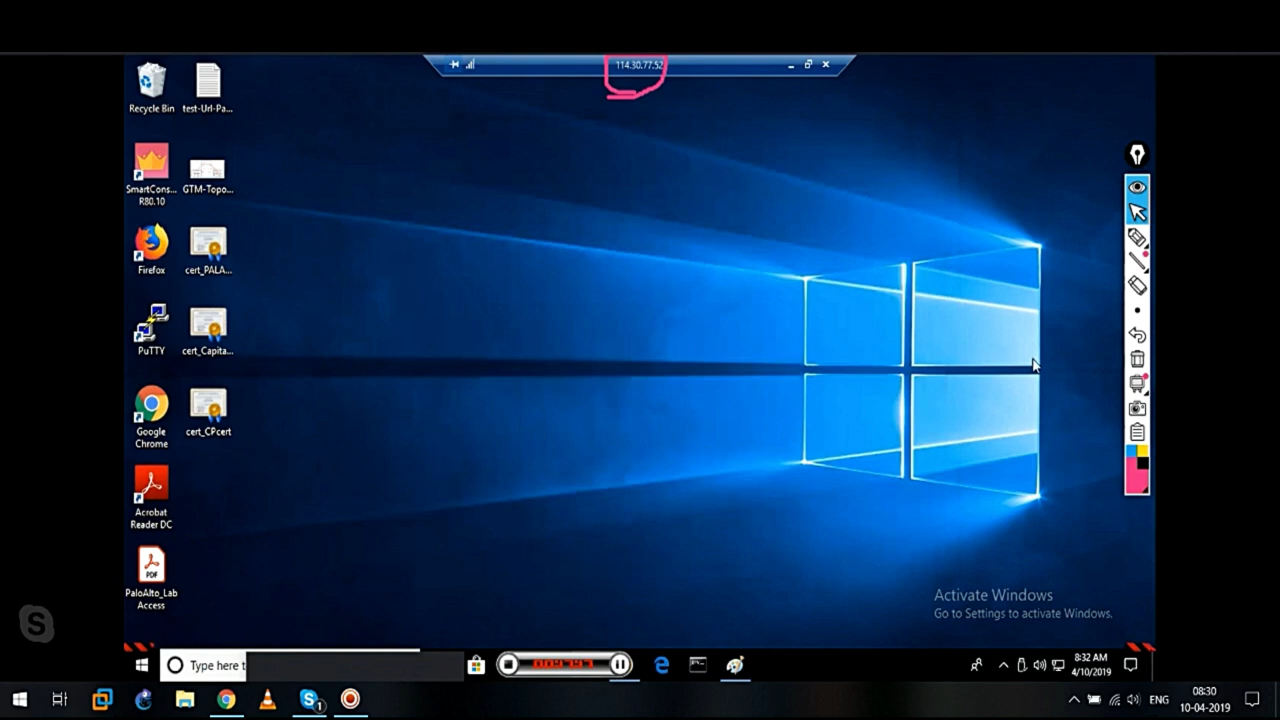 114.30.77.52
Recycle Bin
test-Url-Pa...
SmartCons...
R80.10
GTM-Topo...
Firefox
cert_PALA...
PuTTY
cert_Capita...
Google
Chrome
cert_CPcert
Acrobat
Reader DC
PDF
PaloAlto_Lab
Access
Activate Windows
Go to Settings to activate Windows.
S
Type here t
8:32 AM
4/10/2019
S 1
ENG
08:30
10-04-2019